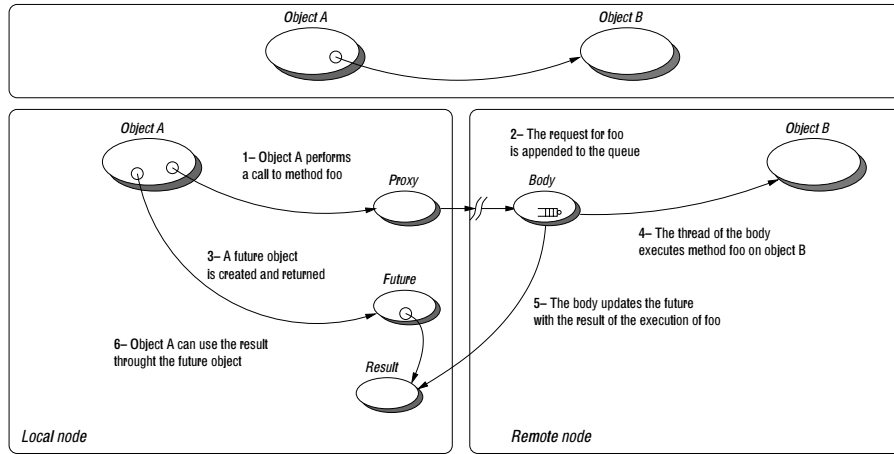 Object A
Object B
Object A
1– Object A performs
a call to method foo
Proxy
2– The request for foo
is appended to the queue
Body
Object B
3– A future object
is created and returned
4– The thread of the body
executes method foo on object B
Future
5– The body updates the future
with the result of the execution of foo
6– Object A can use the result
throught the future object
Result
Local node
Remote node